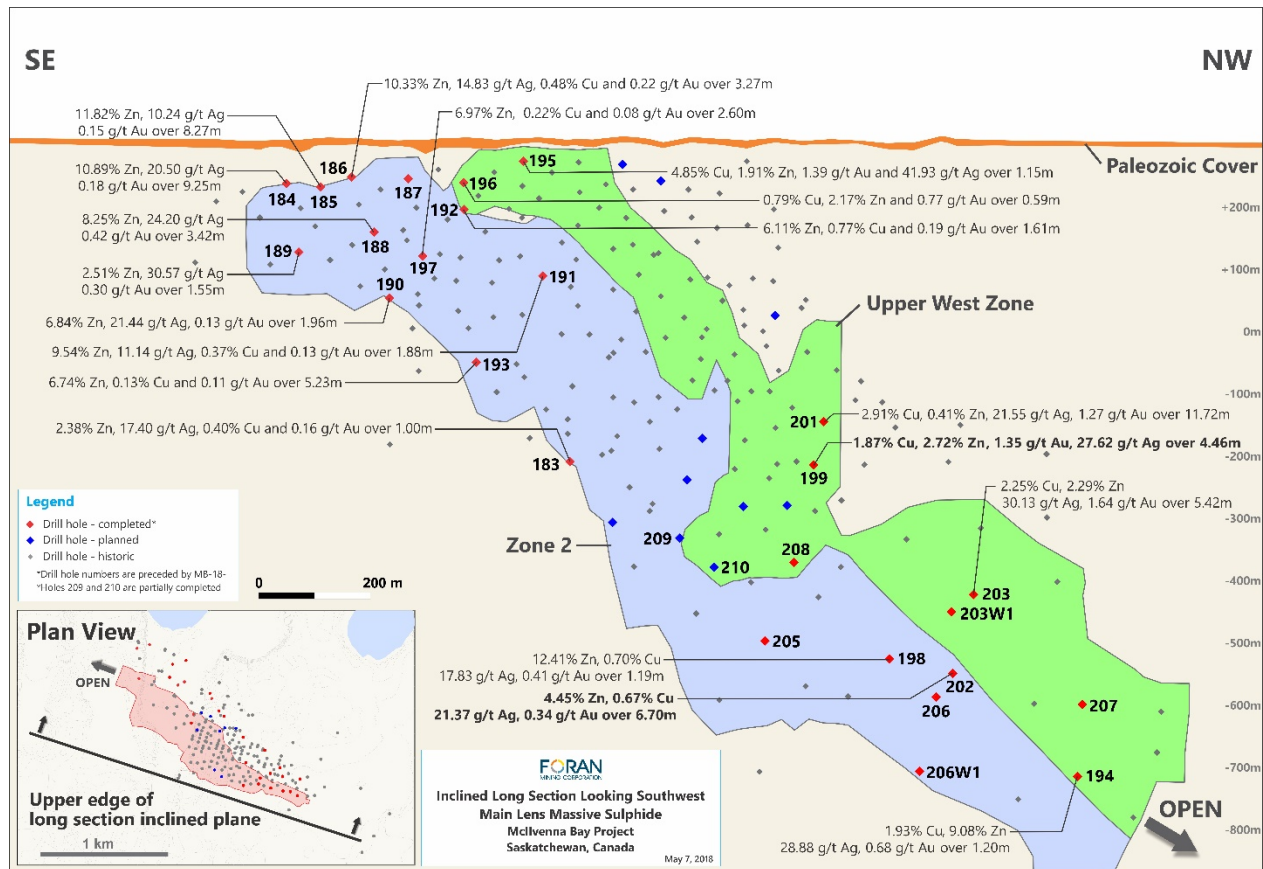 SE
NW
10.33% Zn, 14.83 g/t Ag, 0.48% Cu and 0.22 g/t Au over 3.27m
6.97% Zn, 0.22% Cu and 0.08 g/t Au over 2.60m
11.82% Zn, 10.24 g/t Ag
0.15 g/t Au over 8.27m
Paleozoic Cover
10.89% Zn, 20.50 g/t Ag
0.18 g/t Au over 9.25m
184
185
186
187
195
196
192
4.85% Cu, 1.91% Zn, 1.39 g/t Au and 41.93 g/t Ag over 1.15m
0.79% Cu, 2.17% Zn and 0.77 g/t Au over 0.59m
6.11% Zn, 0.77% Cu and 0.19 g/t Au over 1.61m
+200m
8.25% Zn, 24.20 g/t Ag
0.42 g/t Au over 3.42m
188
189
197
190
191
2.51% Zn, 30.57 g/t Ag
0.30 g/t Au over 1.55m
+100m
Upper West Zone
6.84% Zn, 21.44 g/t Ag, 0.13 g/t Au over 1.96m
0m
9.54% Zn, 11.14 g/t Ag, 0.37% Cu and 0.13 g/t Au over 1.88m
193
6.74% Zn, 0.13% Cu and 0.11 g/t Au over 5.23m
-100m
2.38% Zn, 17.40 g/t Ag, 0.40% Cu and 0.16 g/t Au over 1.00m
183
201
2.91% Cu, 0.41% Zn, 21.55 g/t Ag, 1.27 g/t Au over 11.72m
1.87% Cu, 2.72% Zn, 1.35 g/t Au, 27.62 g/t Ag over 4.46m
199
-200m
2.25% Cu, 2.29% Zn
30.13 g/t Ag, 1.64 g/t Au over 5.42m
-300m
Legend
Drill hole - completed*
Drill hole - planned
Drill hole - historic
*Drill hole numbers are preceded by MB-18-
*Holes 209 and 210 are partially completed
0
200 m
Zone 2
209
210
208
-400m
203
203W1
205
-500m
12.41% Zn, 0.70% Cu
17.83 g/t Ag, 0.41 g/t Au over 1.19m
198
202
206
4.45% Zn, 0.67% Cu
21.37 g/t Ag, 0.34 g/t Au over 6.70m
207
-600m
206W1
194
-700m
OPEN
1.93% Cu, 9.08% Zn
28.88 g/t Ag, 0.68 g/t Au over 1.20m
-800m
Plan View
OPEN
Upper edge of
long section inclined plane
1 km
FORAN
MINING CORPORATION
Inclined Long Section Looking Southwest
Main Lens Massive Sulphide
McIlvenna Bay Project
Saskatchewan, Canada
May 7, 2018